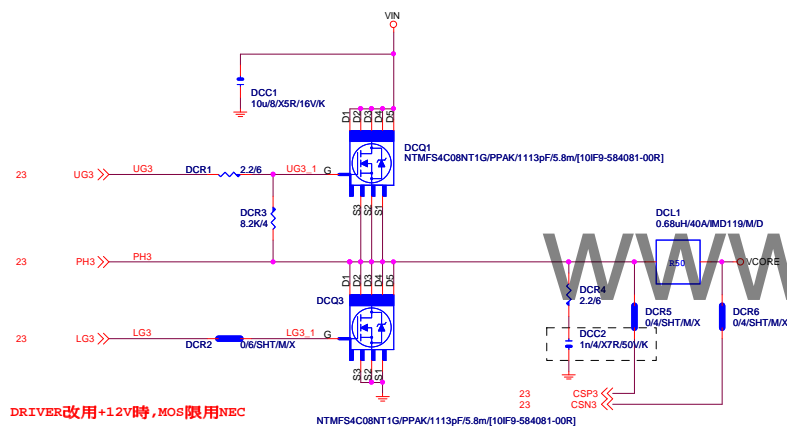 VIN
DCC1
10u/8/X5R/16V/K
D1 D2 D3 D4 D5
DCQ1
NTMFS4C08NT1G/PPAK/1113pF/5.8m/[10IF9-584081-00R]
23 UG3 UG3 DCR1 2.2/6 UG3_1 G
S3 S2 S1
DCR3
8.2K/4
DCL1
0.68uH/40A/IMD119/M/D
WWW
23 PH3 PH3
R50
VCORE
D1 D2 D3 D4 D5
DCQ3
DCR4
2.2/6
DCR5
0/4/SHT/M/X
DCR6
0/4/SHT/M/X
23 LG3 LG3 DCR2 0/6/SHT/M/X LG3_1 G
DCC2
1n/4/X7R/50V/K
S3 S2 S1
23 CSP3
23 CSN3
DRIVER改用+12V時,MOS限用NEC
NTMFS4C08NT1G/PPAK/1113pF/5.8m/[10IF9-584081-00R]